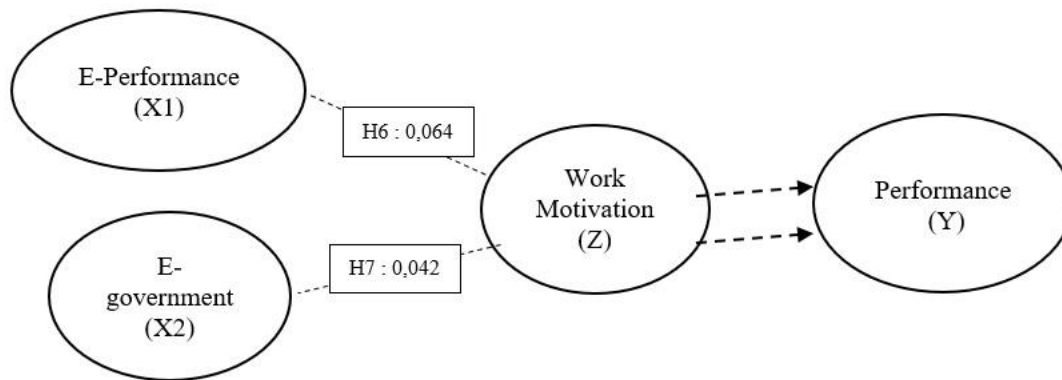 E-Performance
(X1)
H6 : 0,064
Work
Motivation
(Z)
Performance
(Y)
E-
government
(X2)
H7 : 0,042